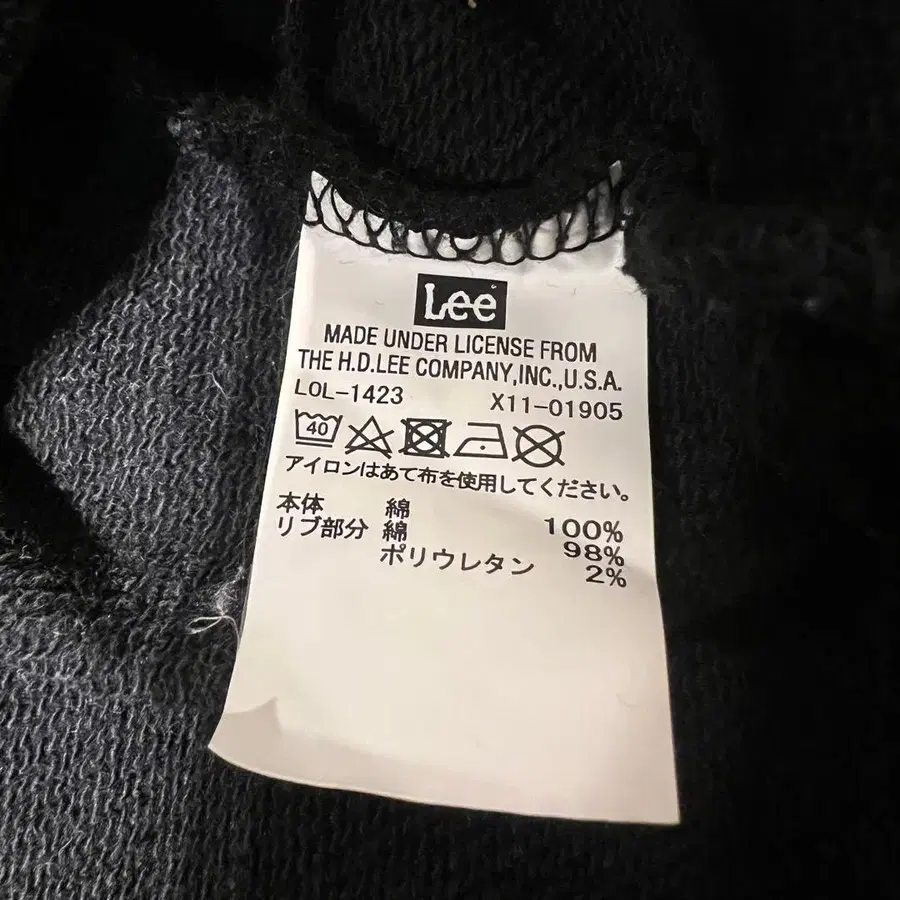 Lee
MADE UNDER LICENSE FROM
THE H.D.LEE COMPANY,INC.,U.S.A.
LOL-1423 X11-01905
40
アイロンはあて布を使用してください。
本体 綿 100%
リブ部分 綿 98%
ポリウレタン 2%